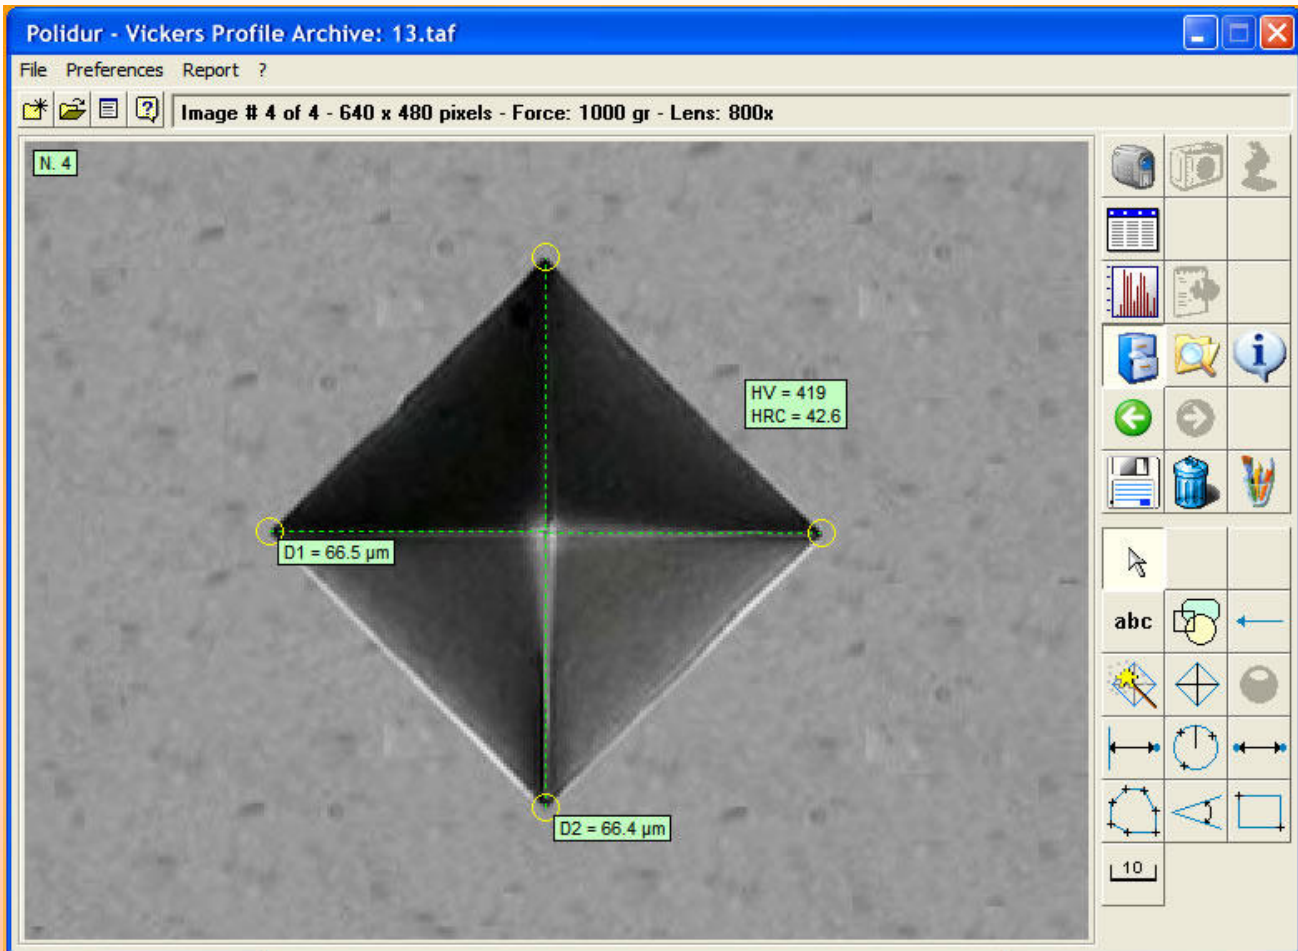 Polidur - Vickers Profile Archive: 13.taf
File Preferences Report ?
Image # 4 of 4 - 640 x 480 pixels - Force: 1000 gr - Lens: 800x
N. 4
HV = 419
HRC = 42.6
D1 = 66.5 µm
D2 = 66.4 µm
abc
10